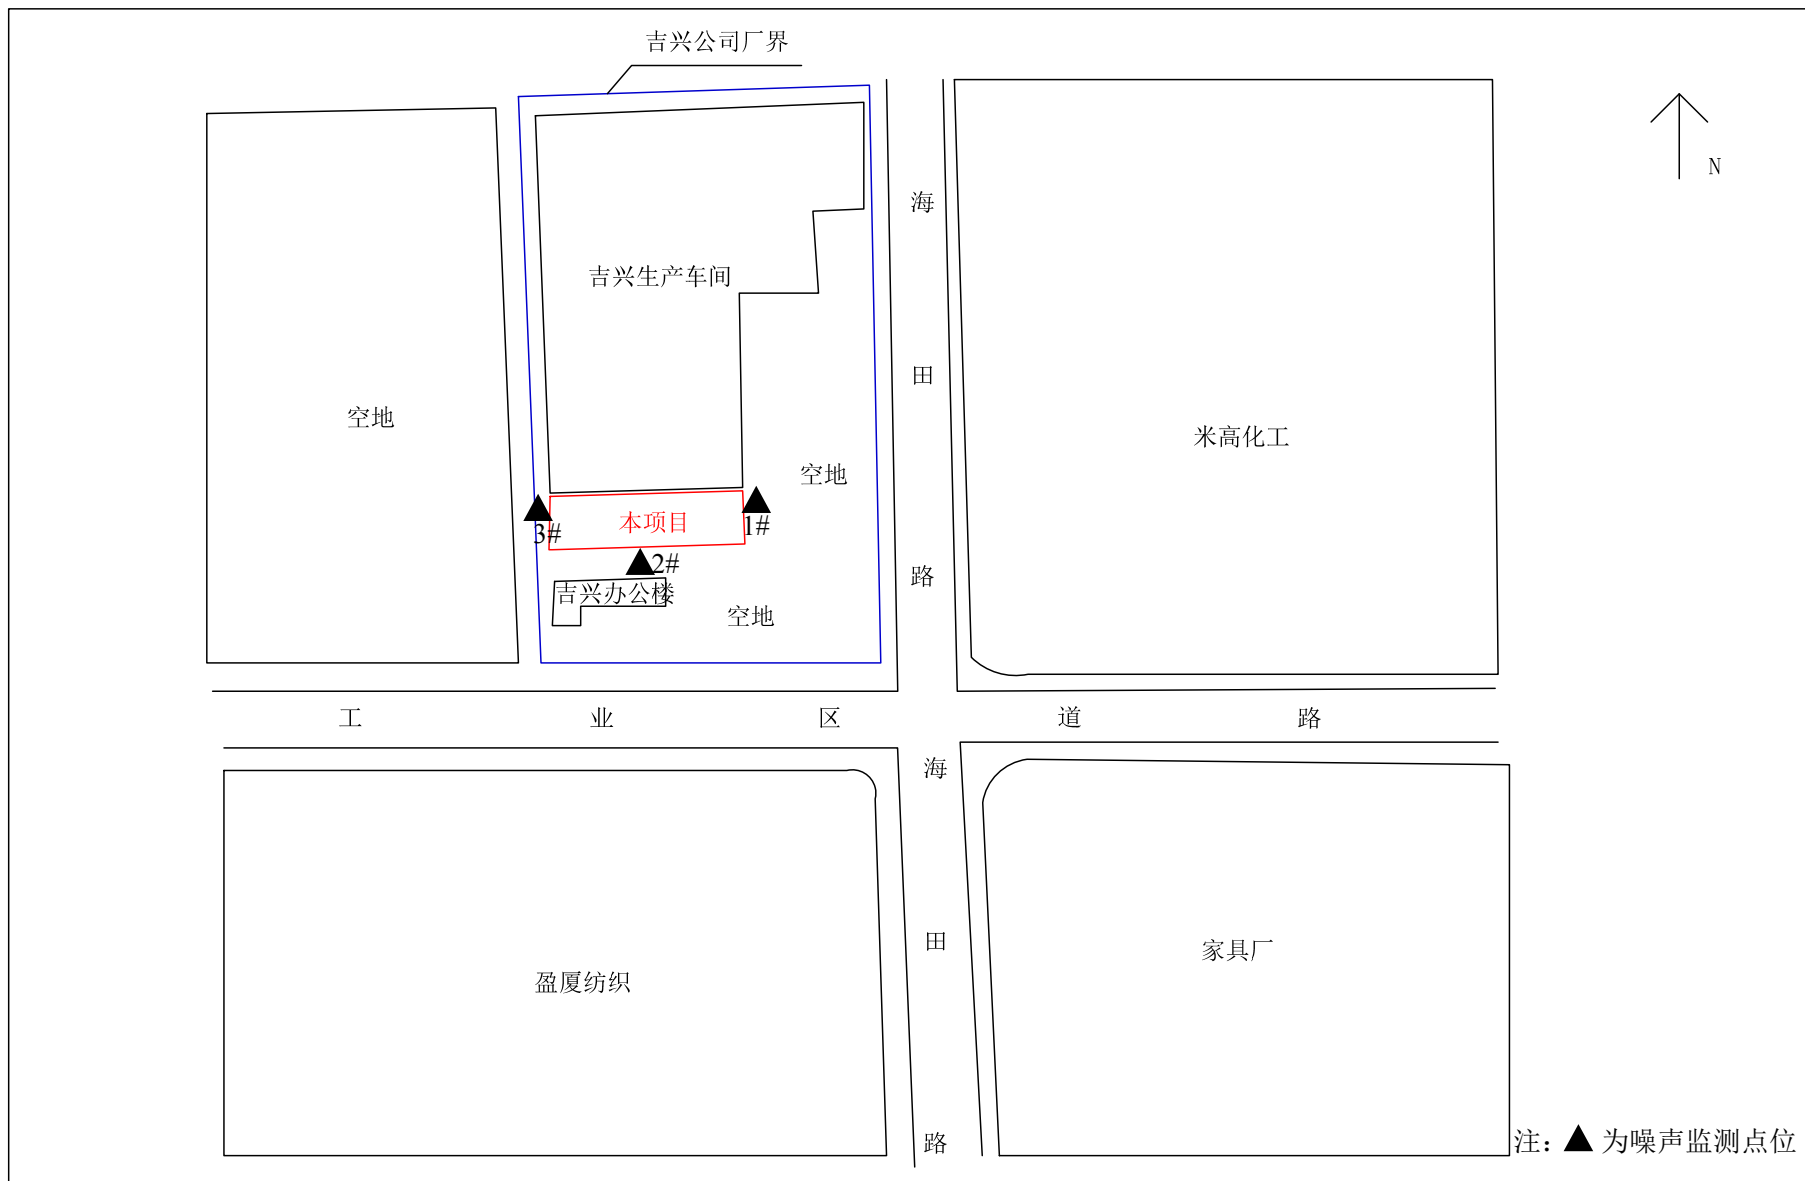 吉兴公司厂界
N
海田路
吉兴生产车间
空地
米高化工
空地
本项目
3#
1#
2#
吉兴办公楼
空地
工业区道路
海田路
盈厦纺织
家具厂
注：▲为噪声监测点位